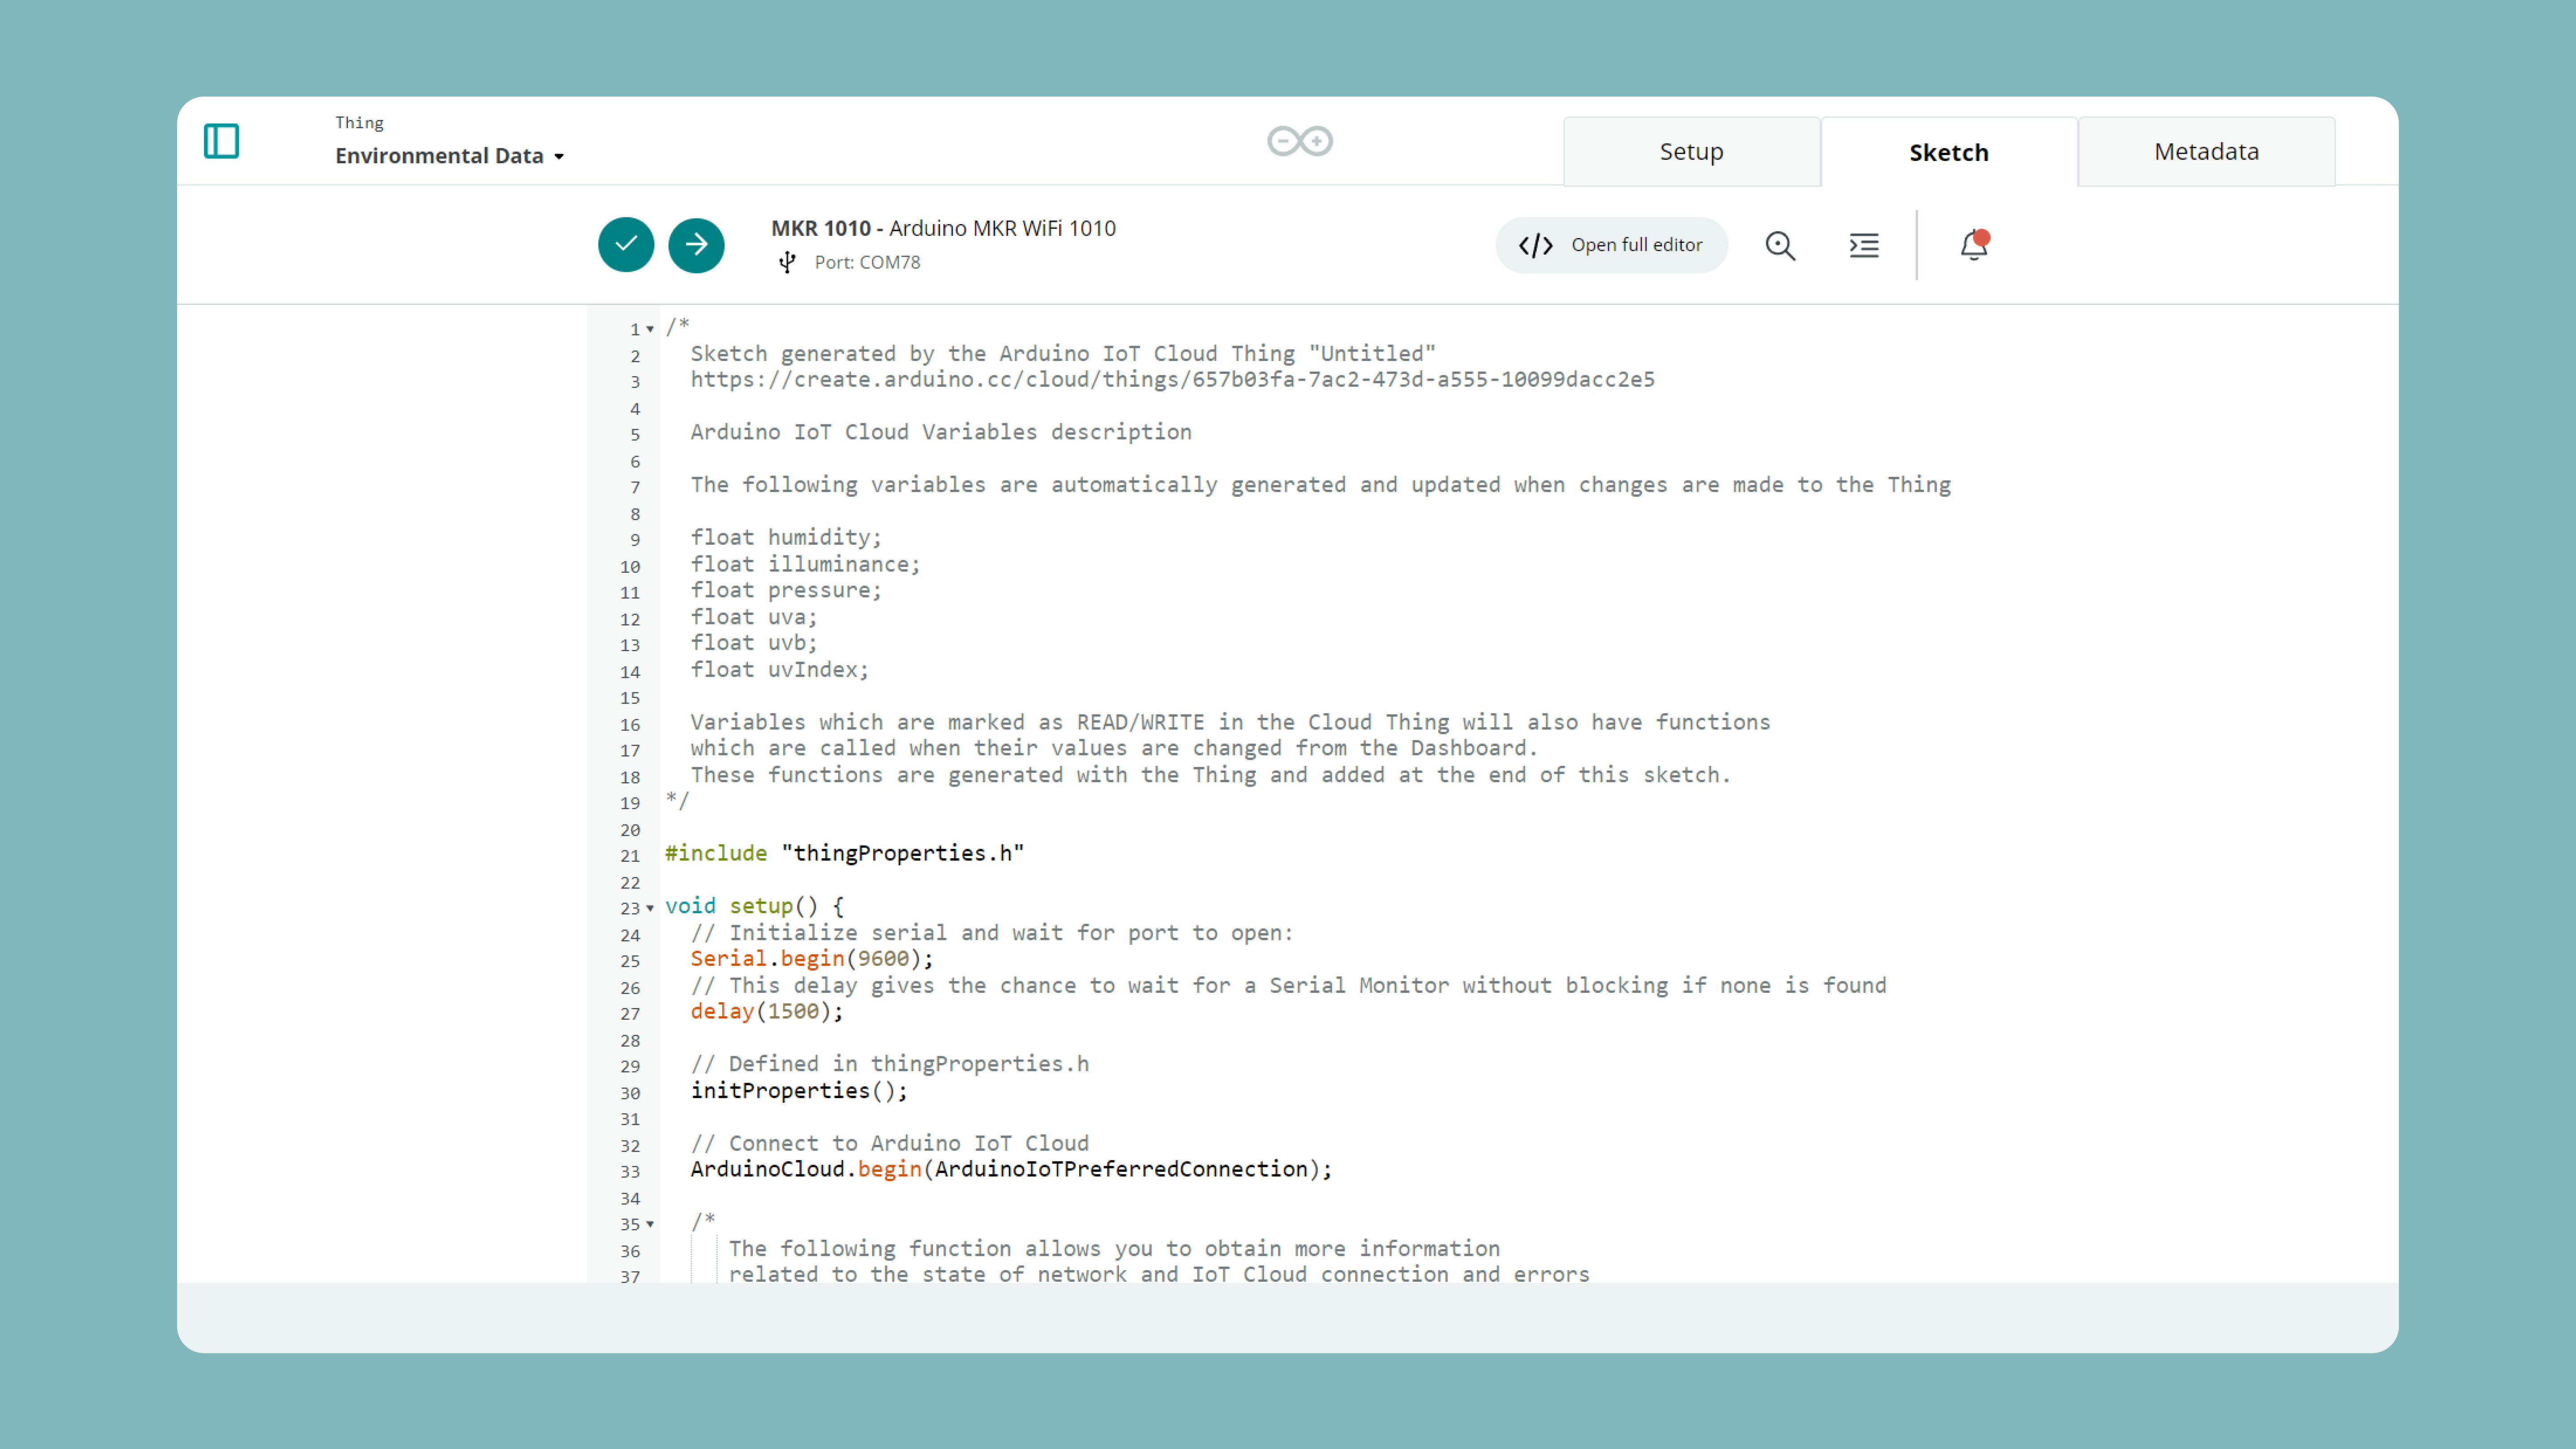 Thing
Environmental Data
Setup
Sketch
Metadata
MKR 1010 - Arduino MKR WiFi 1010
Port: COM78
</> Open full editor
1 /*
2 Sketch generated by the Arduino IoT Cloud Thing "Untitled"
3 https://create.arduino.cc/cloud/things/657b03fa-7ac2-473d-a555-10099dacc2e5
4
5 Arduino IoT Cloud Variables description
6
7 The following variables are automatically generated and updated when changes are made to the Thing
8
9 float humidity;
10 float illuminance;
11 float pressure;
12 float uva;
13 float uvb;
14 float uvIndex;
15
16 Variables which are marked as READ/WRITE in the Cloud Thing will also have functions
17 which are called when their values are changed from the Dashboard.
18 These functions are generated with the Thing and added at the end of this sketch.
19 */
20
21 #include "thingProperties.h"
22
23 void setup() {
24 // Initialize serial and wait for port to open:
25 Serial.begin(9600);
26 // This delay gives the chance to wait for a Serial Monitor without blocking if none is found
27 delay(1500);
28
29 // Defined in thingProperties.h
30 initProperties();
31
32 // Connect to Arduino IoT Cloud
33 ArduinoCloud.begin(ArduinoIoTPreferredConnection);
34
35 /*
36 The following function allows you to obtain more information
37 related to the state of network and IoT Cloud connection and errors